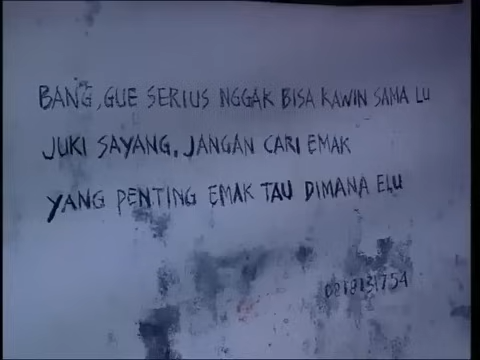 BANG, GUE SERIUS NGGAK BISA KAWIN SAMA LU
JUKI SAYANG. JANGAN CARI EMAK
YANG PENTING EMAK TAU DIMANA ELU
0818131754